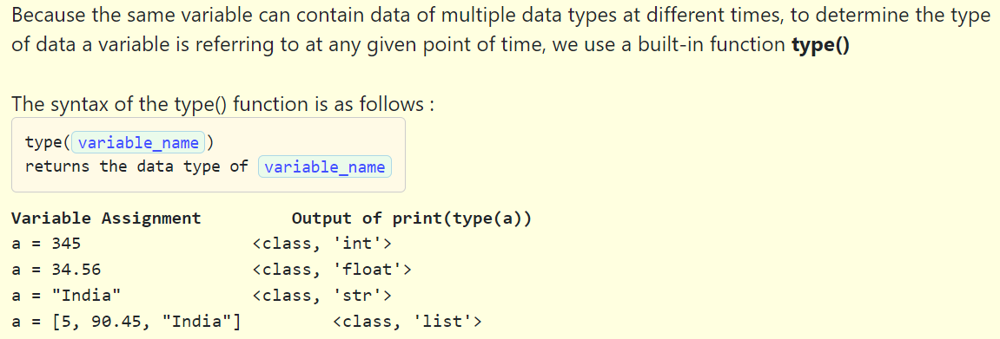 Because the same variable can contain data of multiple data types at different times, to determine the type
of data a variable is referring to at any given point of time, we use a built-in function type()
The syntax of the type() function is as follows :
type( variable_name )
returns the data type of variable_name
Variable Assignment Output of print(type(a))
a = 345 <class, 'int'>
a = 34.56 <class, 'float'>
a = "India" <class, 'str'>
a = [5, 90.45, "India"] <class, 'list'>